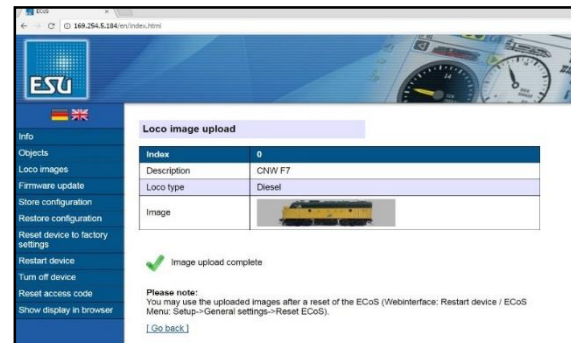 ECoS
169.254.5.184/en/index.html
ESU
Info
Objects
Loco images
Firmware update
Store configuration
Restore configuration
Reset device to factory
settings
Restart device
Turn off device
Reset access code
Show display in browser
Loco image upload
Index 0
Description CNW F7
Loco type Diesel
Image
Image upload complete
Please note:
You may use the uploaded images after a reset of the ECoS (Webinterface: Restart device / ECoS
Menu: Setup->General settings->Reset ECoS).
[ Go back ]